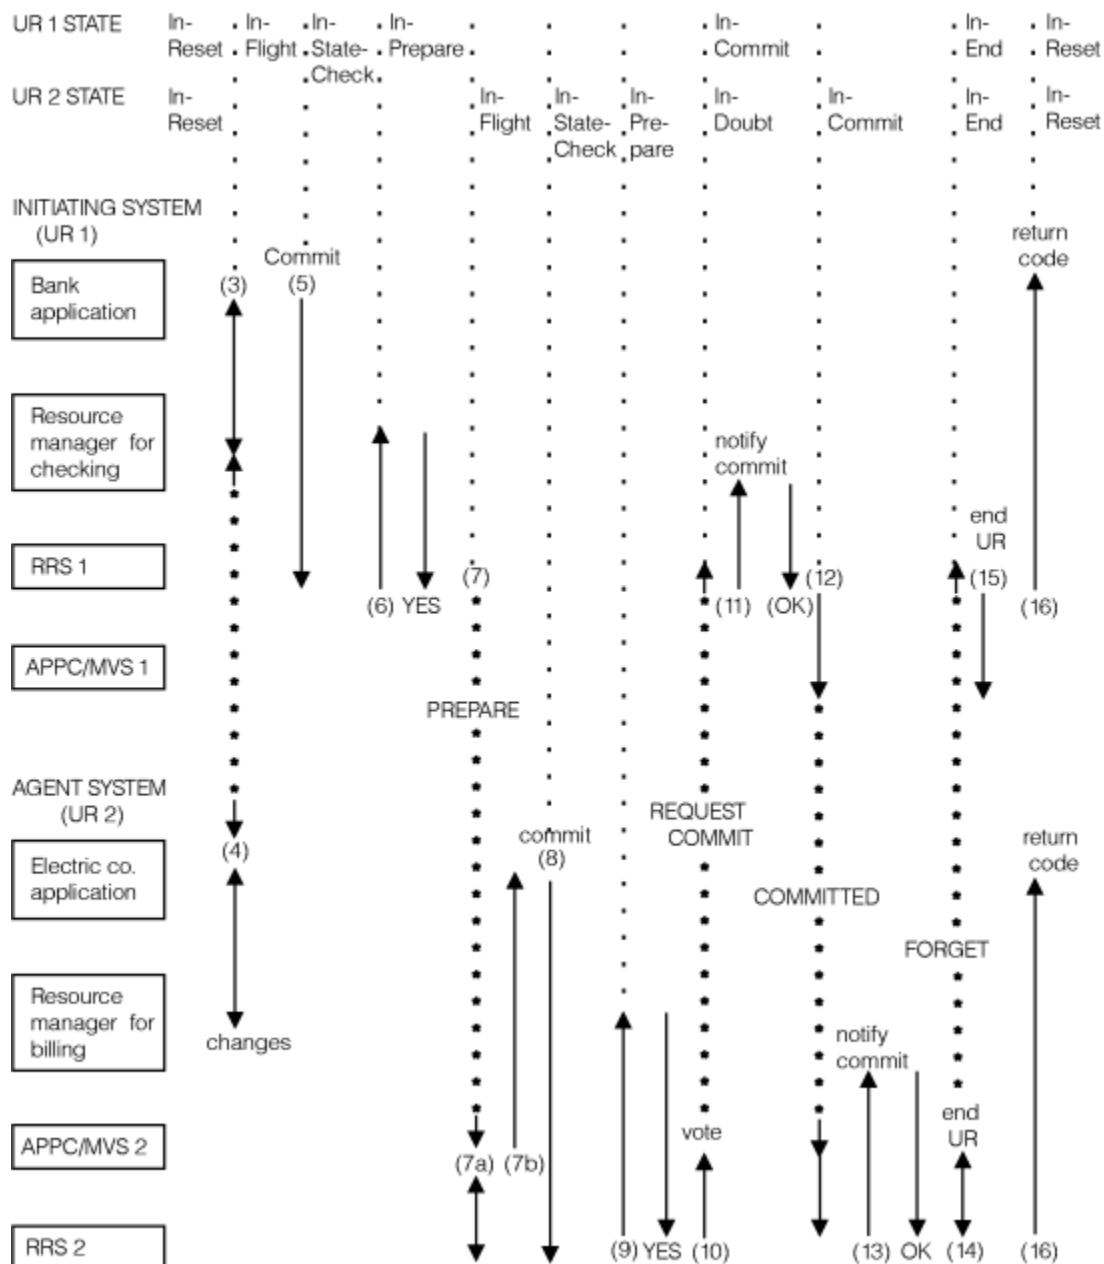 UR 1 STATE In- In- In- In- In- In- In-
Reset Flight State- Prepare Commit End Reset
Check
UR 2 STATE In- In- In- In- In- In- In- In-
Reset Flight State- Pre- Doubt Commit End Reset
Check pare
INITIATING SYSTEM
(UR 1)
return
code
Commit
Bank
application
(3) (5)
Resource
manager for
checking
notify
commit
end
UR
RRS 1
(7) (12) (15)
(6) YES (11) (OK) (16)
APPC/MVS 1
PREPARE
AGENT SYSTEM
(UR 2)
REQUEST
COMMIT
commit
(4) (8)
return
code
Electric co.
application
COMMITTED
FORGET
Resource
manager for
billing
changes
notify
commit
end
UR
vote
APPC/MVS 2
(7a) (7b)
RRS 2
(9) YES (10) (13) OK (14) (16)